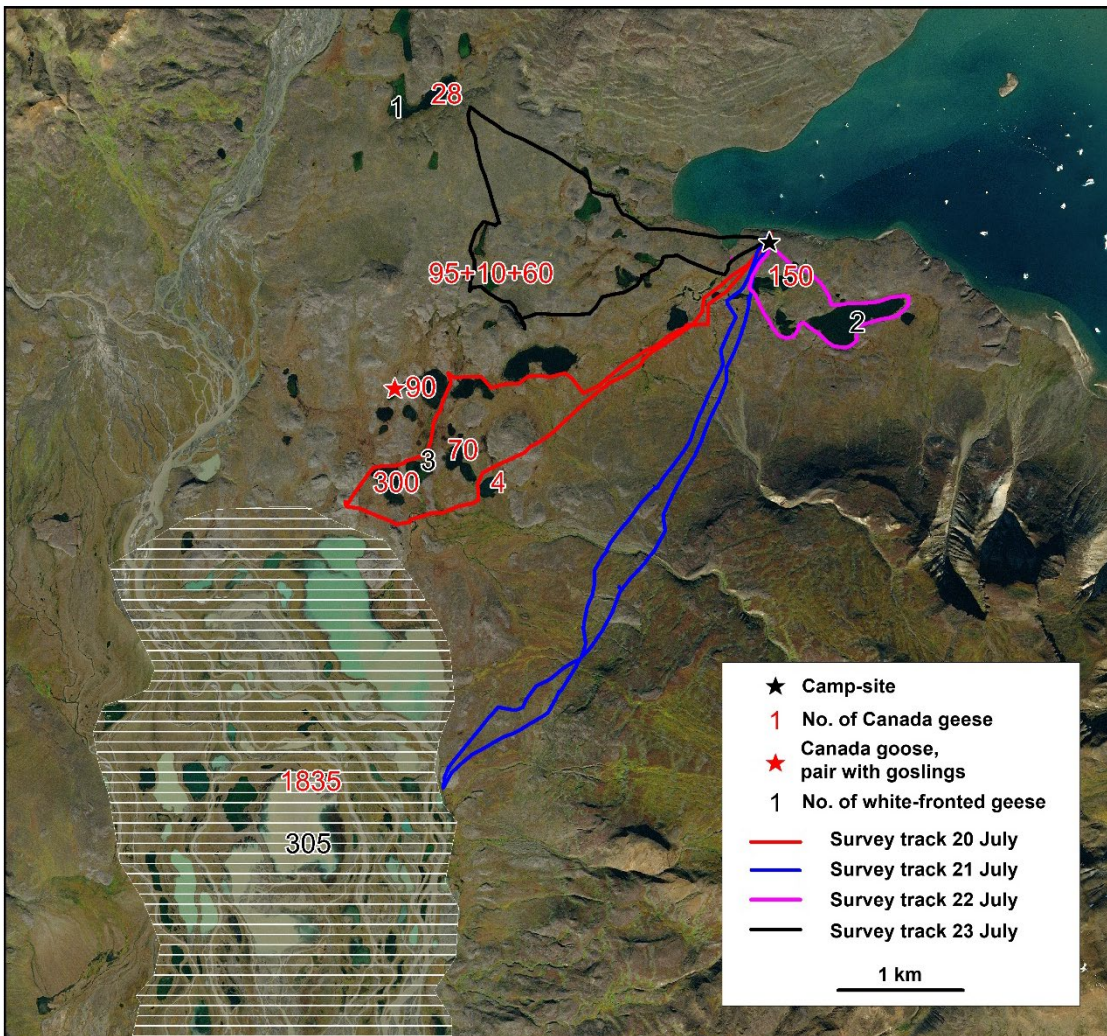 1
28
95+10+60
150
2
90
3
70
300
4
1835
305
Camp-site
1 No. of Canada geese
Canada goose,
pair with goslings
1 No. of white-fronted geese
Survey track 20 July
Survey track 21 July
Survey track 22 July
Survey track 23 July
1 km